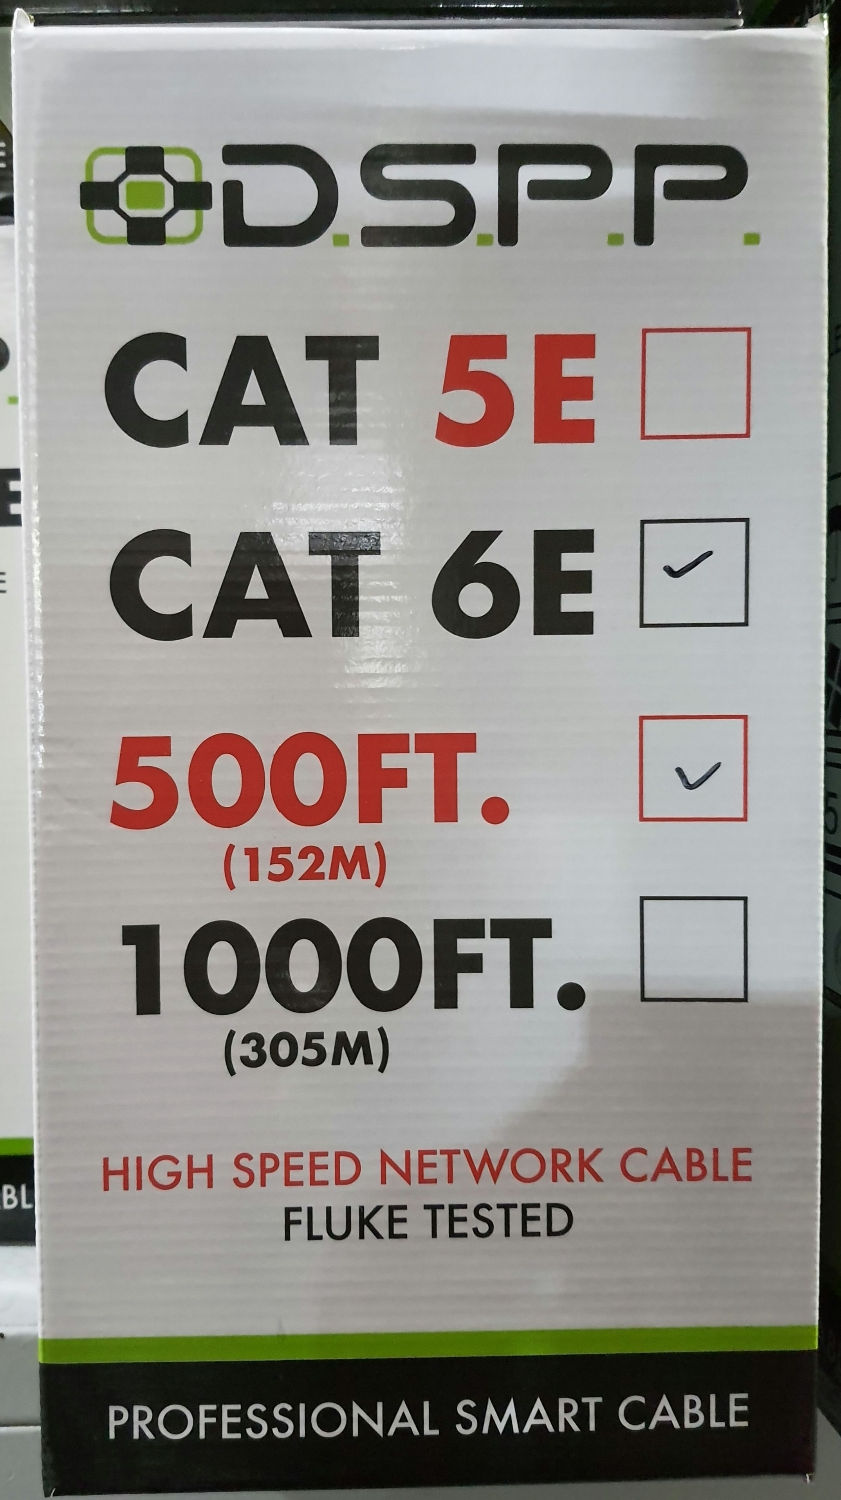 D.S.P.P.
CAT 5E
CAT 6E
500FT.
(152M)
1000FT.
(305M)
HIGH SPEED NETWORK CABLE
FLUKE TESTED
PROFESSIONAL SMART CABLE